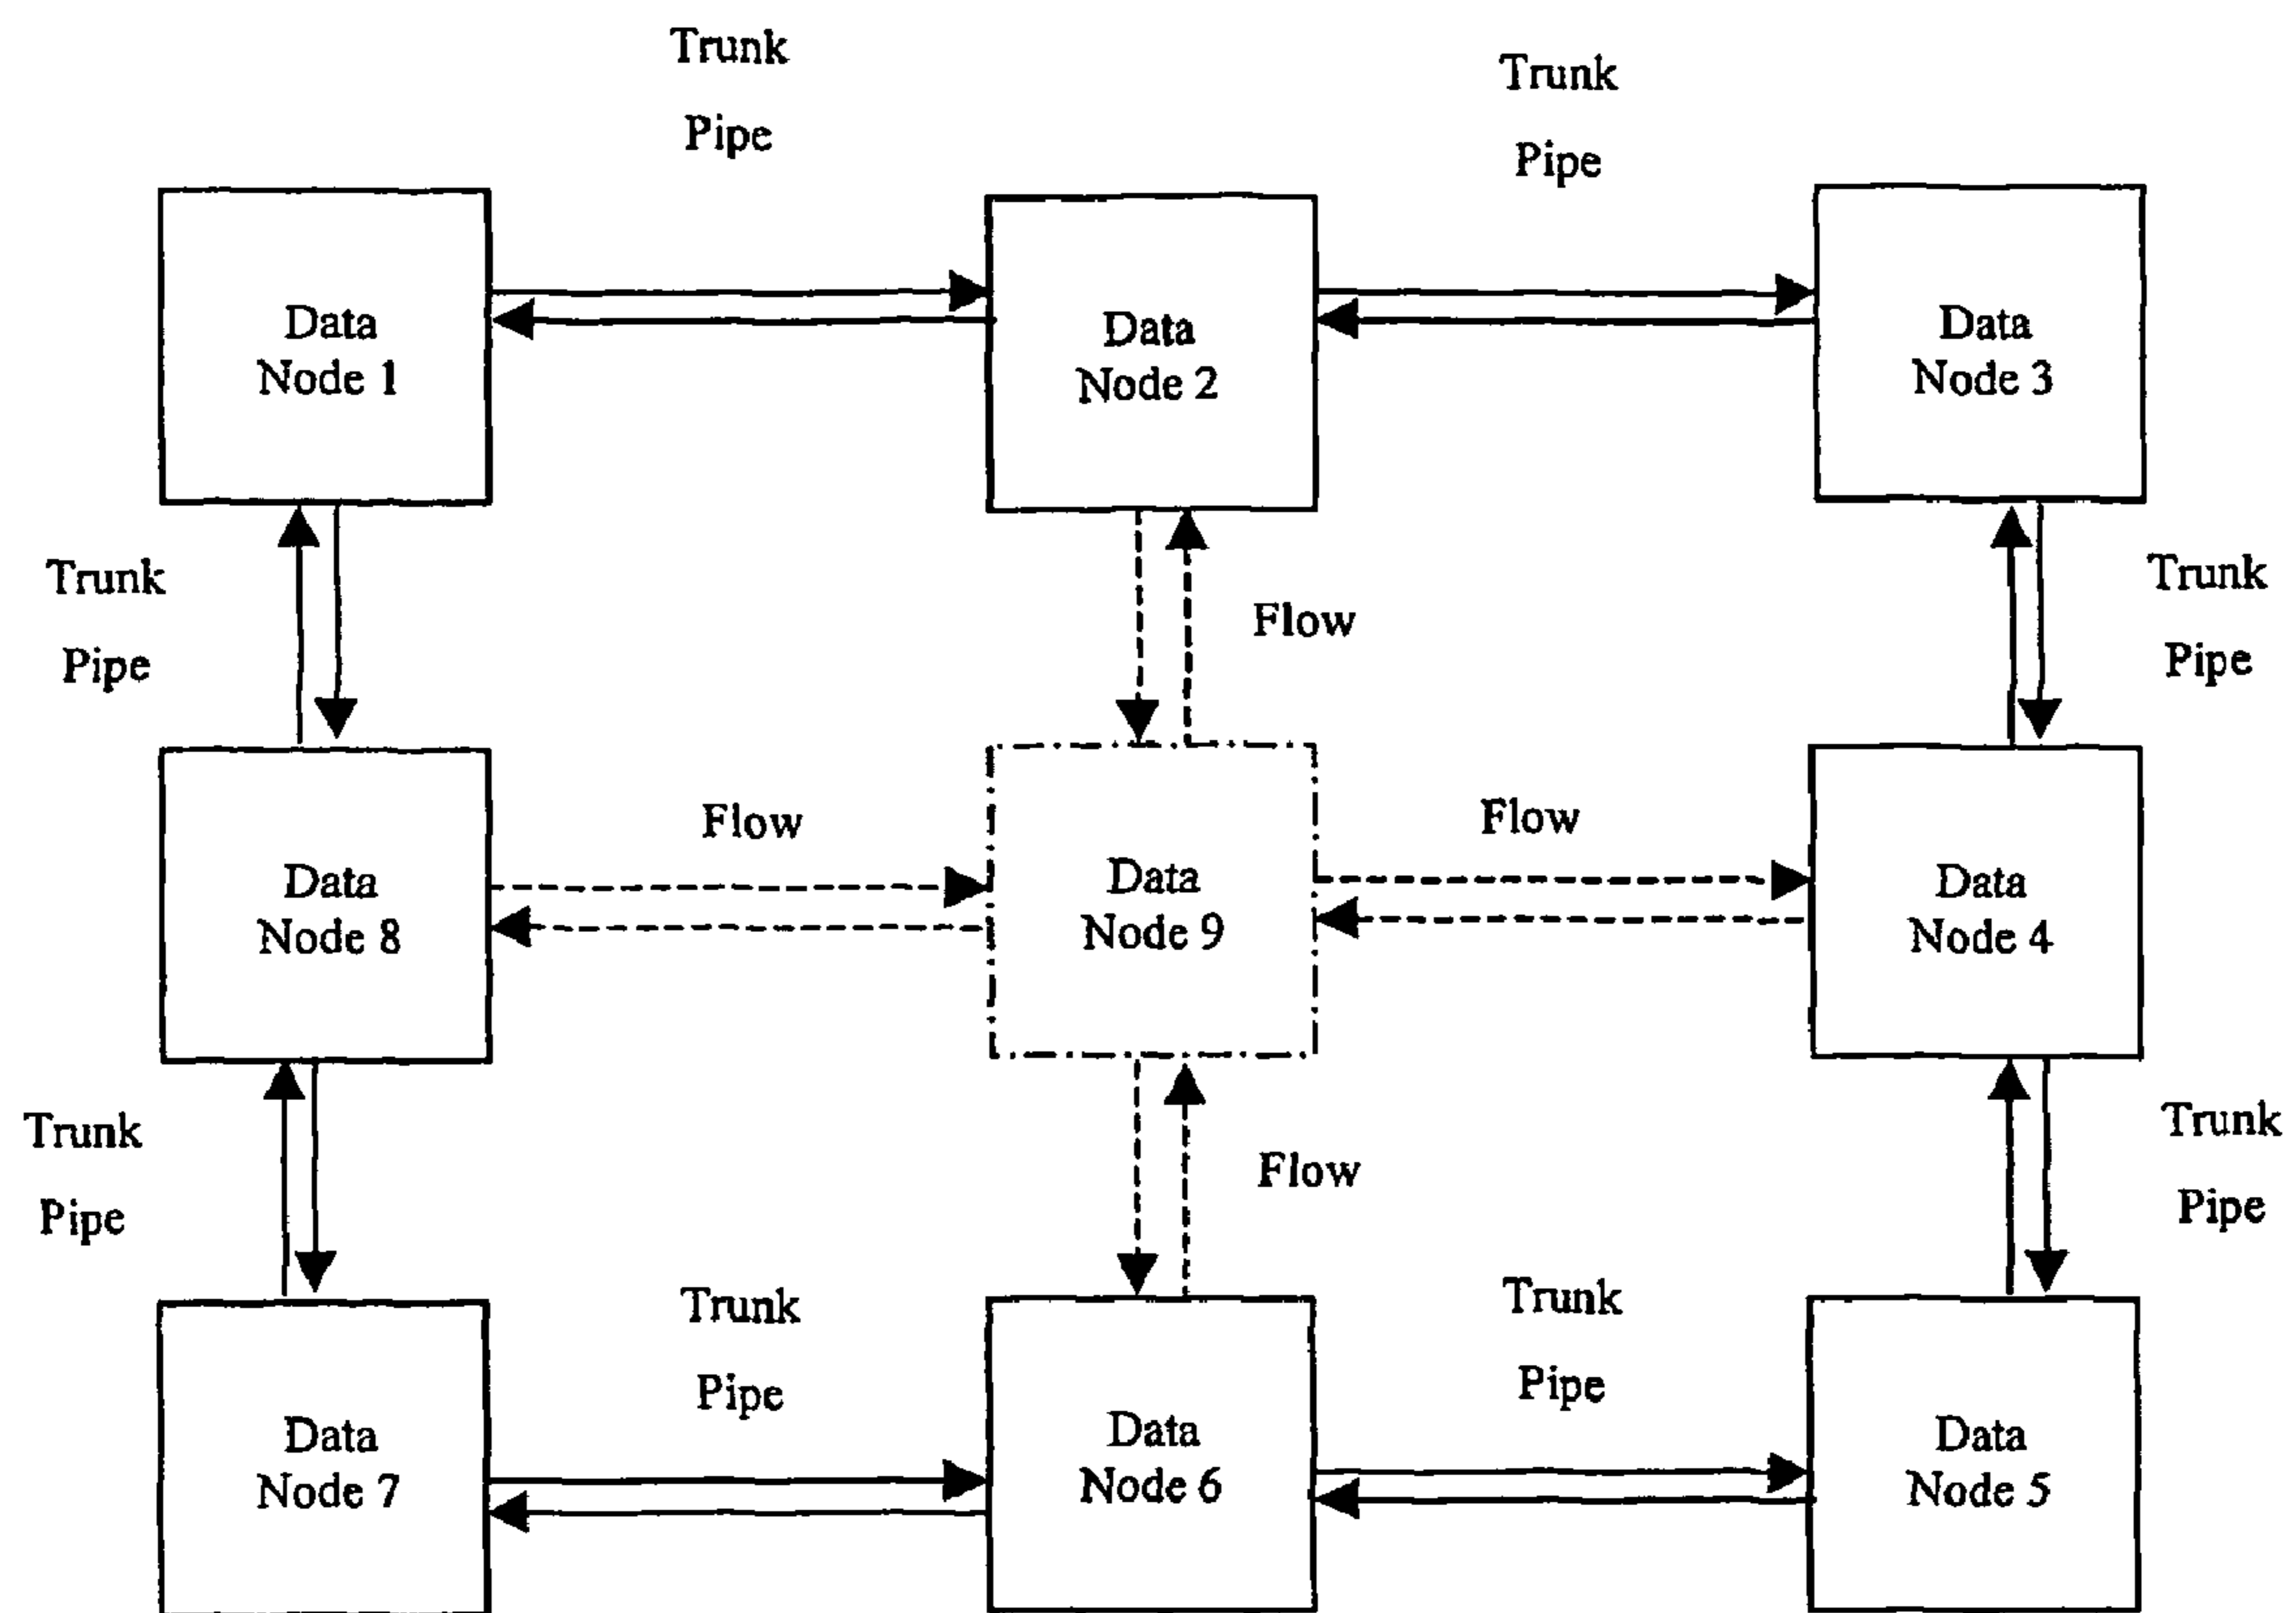 Trunk
Pipe
Trunk
Pipe
Data
Node 1
Data
Node 2
Data
Node 3
Trunk
Pipe
Flow
Trunk
Pipe
Data
Node 8
Flow
Data
Node 9
Flow
Data
Node 4
Trunk
Pipe
Flow
Trunk
Pipe
Trunk
Pipe
Trunk
Pipe
Data
Node 7
Data
Node 6
Data
Node 5